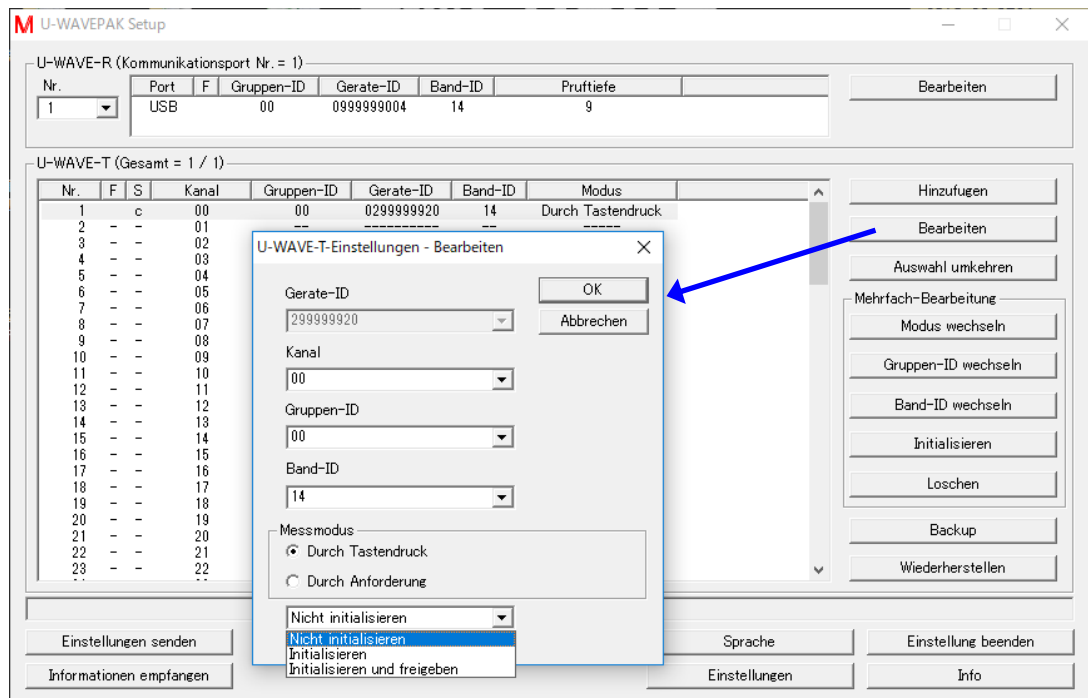 M U-WAVEPAK Setup
U-WAVE-R (Kommunikationsport Nr. = 1)
Nr. Port F Gruppen-ID Gerate-ID Band-ID Pruftiefe
1 USB 00 0999999004 14 9
Bearbeiten
U-WAVE-T (Gesamt = 1 / 1)
Nr. F S Kanal Gruppen-ID Gerate-ID Band-ID Modus
1 c 00 00 0299999920 14 Durch Tastendruck
2 - - 01 -- ---------- -- -----
3 - - 02
4 - - 03
5 - - 04
6 - - 05
7 - - 06
8 - - 07
9 - - 08
10 - - 09
11 - - 10
12 - - 11
13 - - 12
14 - - 13
15 - - 14
16 - - 15
17 - - 16
18 - - 17
19 - - 18
20 - - 19
21 - - 20
22 - - 21
23 - - 22
U-WAVE-T-Einstellungen - Bearbeiten
Gerate-ID
299999920
Kanal
00
Gruppen-ID
00
Band-ID
14
Messmodus
Durch Tastendruck
Durch Anforderung
Nicht initialisieren
Nicht initialisieren
Initialisieren
Initialisieren und freigeben
OK
Abbrechen
Hinzufugen
Bearbeiten
Auswahl umkehren
Mehrfach-Bearbeitung
Modus wechseln
Gruppen-ID wechseln
Band-ID wechseln
Initialisieren
Loschen
Backup
Wiederherstellen
Einstellungen senden
Sprache
Einstellung beenden
Informationen empfangen
Einstellungen
Info